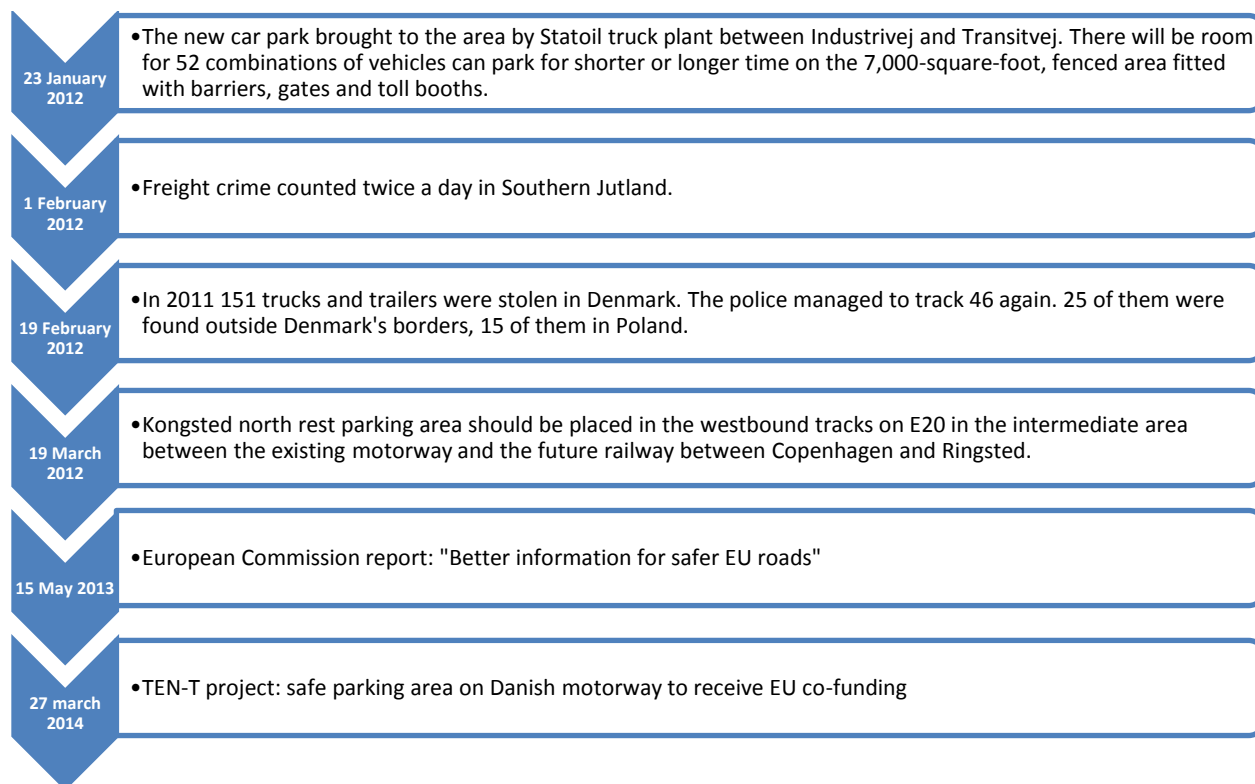 23 January
2012
•The new car park brought to the area by Statoil truck plant between Industrivej and Transitvej. There will be room
for 52 combinations of vehicles can park for shorter or longer time on the 7,000-square-foot, fenced area fitted
with barriers, gates and toll booths.
1 February
2012
•Freight crime counted twice a day in Southern Jutland.
19 February
2012
•In 2011 151 trucks and trailers were stolen in Denmark. The police managed to track 46 again. 25 of them were
found outside Denmark's borders, 15 of them in Poland.
19 March
2012
•Kongsted north rest parking area should be placed in the westbound tracks on E20 in the intermediate area
between the existing motorway and the future railway between Copenhagen and Ringsted.
15 May 2013
•European Commission report: "Better information for safer EU roads"
27 march
2014
•TEN-T project: safe parking area on Danish motorway to receive EU co-funding